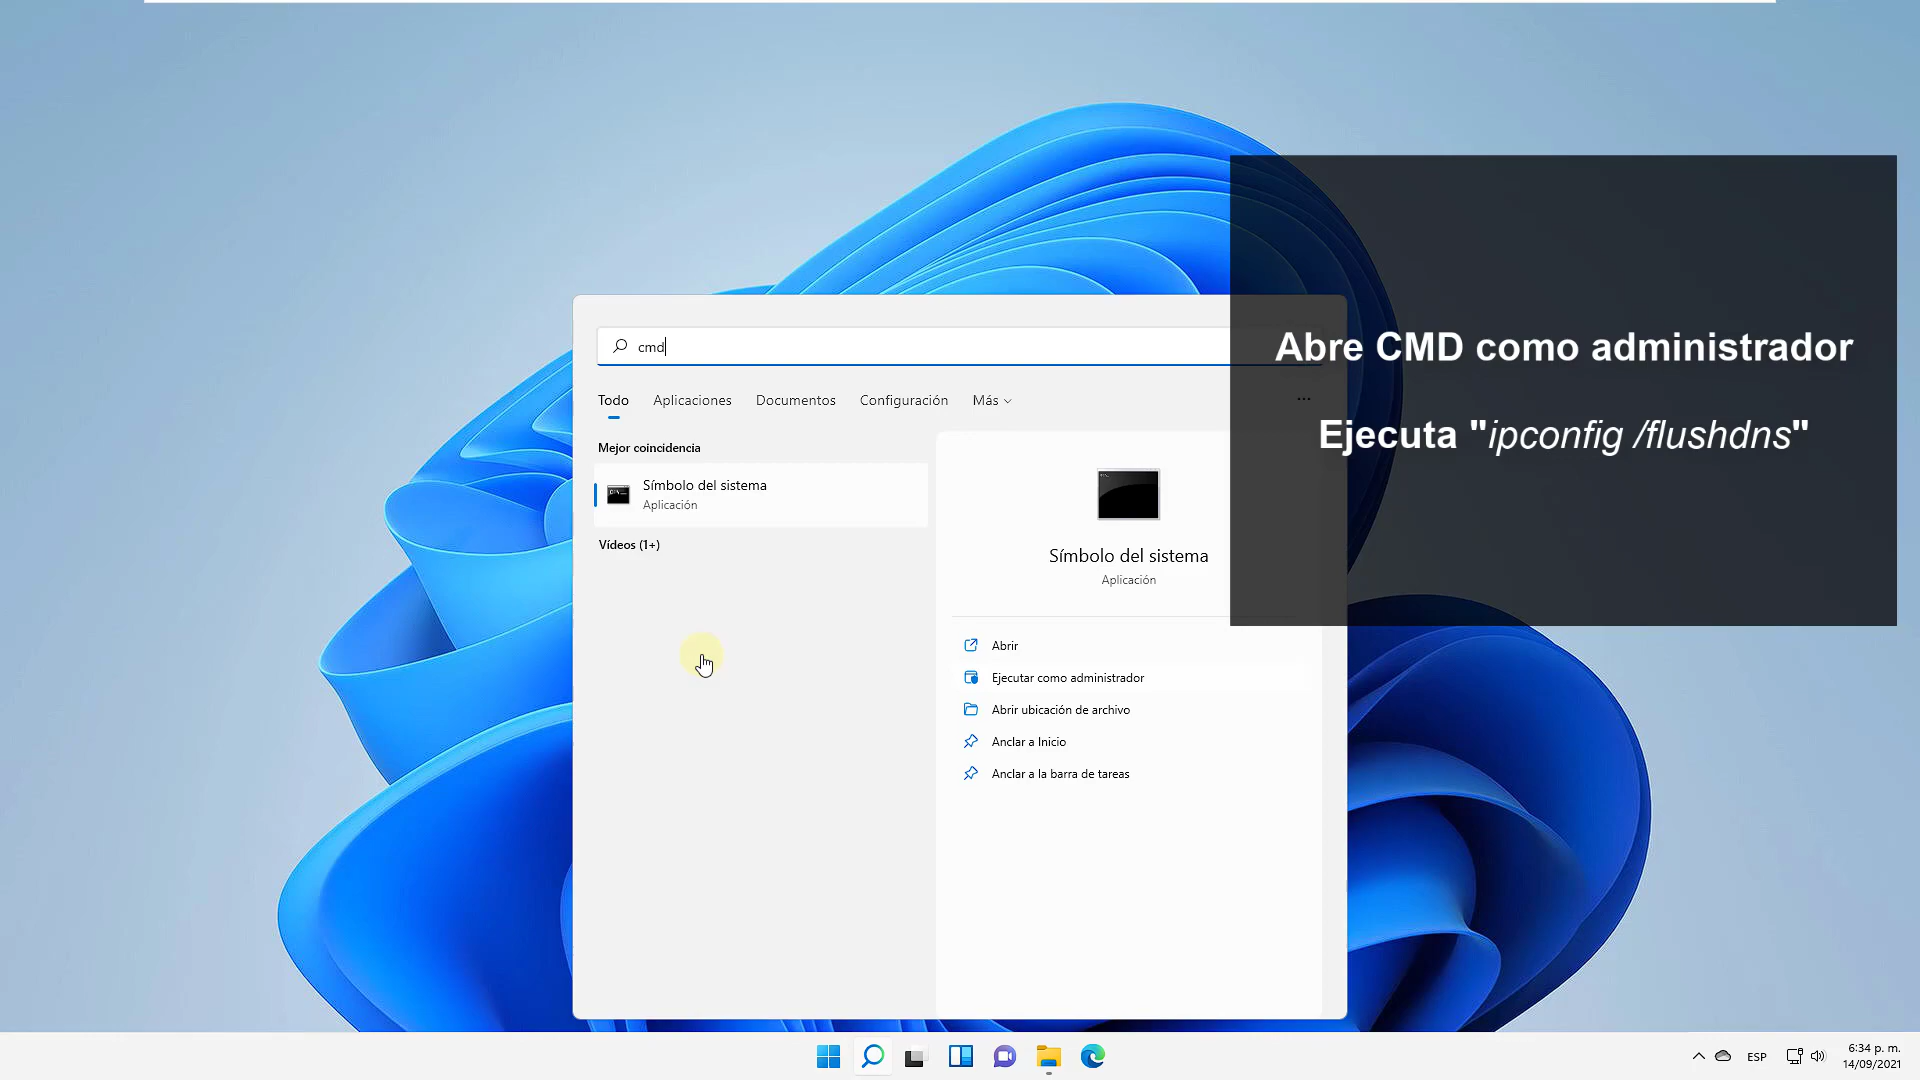 cmd
Todo Aplicaciones Documentos Configuración Más
Mejor coincidencia
Símbolo del sistema
Aplicación
Vídeos (1+)
Símbolo del sistema
Aplicación
Abrir
Ejecutar como administrador
Abrir ubicación de archivo
Anclar a Inicio
Anclar a la barra de tareas
Abre CMD como administrador
Ejecuta "ipconfig /flushdns"
ESP
6:34 p. m.
14/09/2021